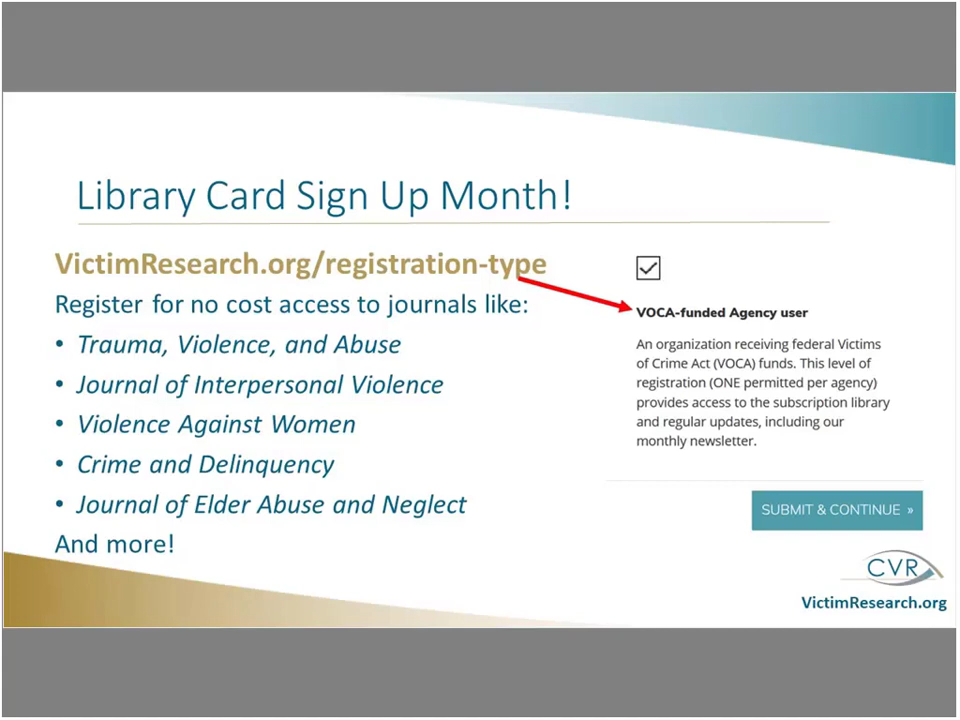 Library Card Sign Up Month!
VictimResearch.org/registration-type
Register for no cost access to journals like:
• Trauma, Violence, and Abuse
• Journal of Interpersonal Violence
• Violence Against Women
• Crime and Delinquency
• Journal of Elder Abuse and Neglect
And more!
VOCA-funded Agency user
An organization receiving federal Victims
of Crime Act (VOCA) funds. This level of
registration (ONE permitted per agency)
provides access to the subscription library
and regular updates, including our
monthly newsletter.
SUBMIT & CONTINUE »
CVR
VictimResearch.org